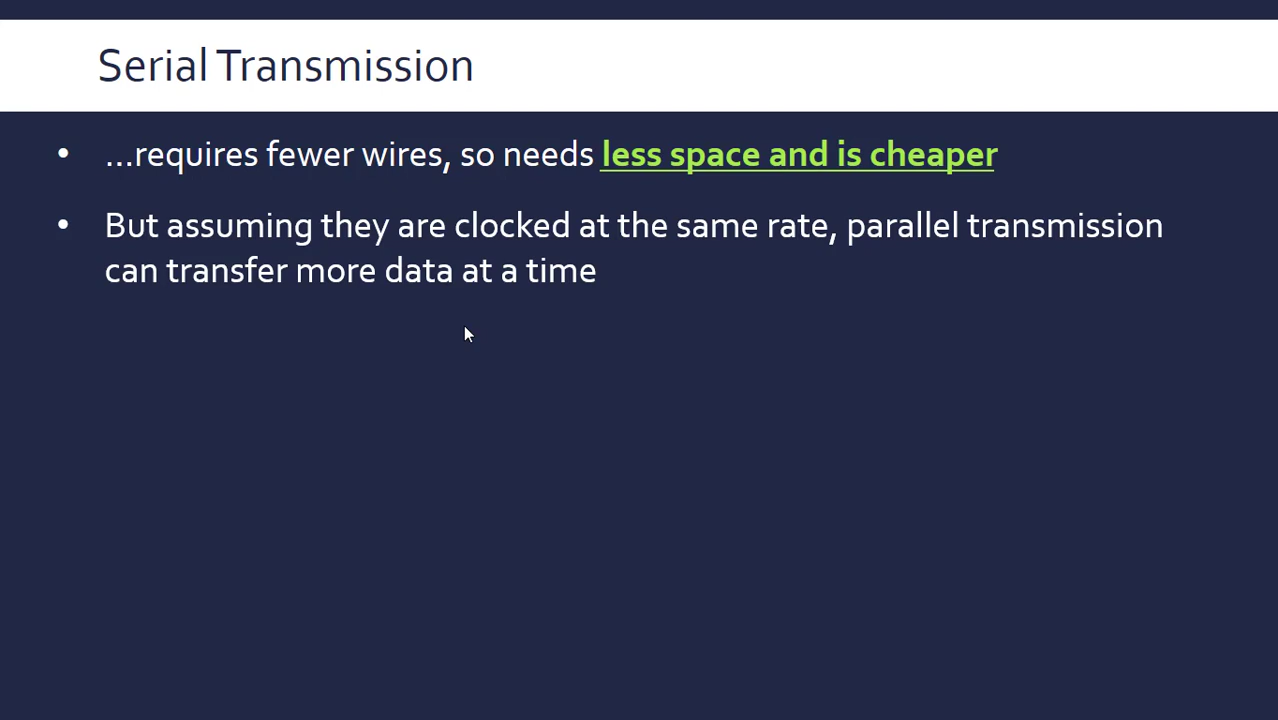 Serial Transmission
• …requires fewer wires, so needs less space and is cheaper
• But assuming they are clocked at the same rate, parallel transmission
can transfer more data at a time